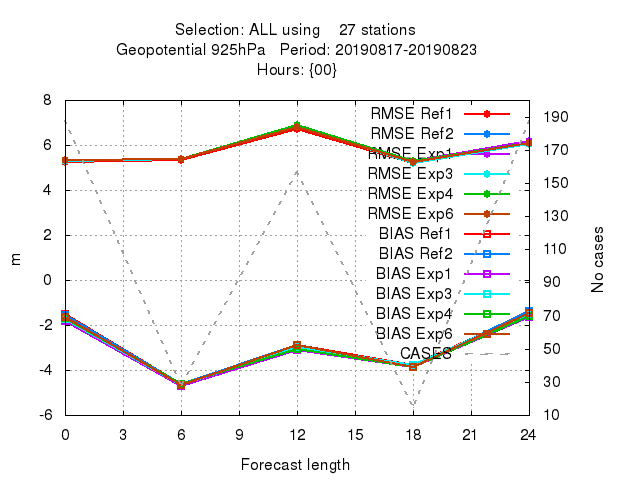 Selection: ALL using 27 stations
Geopotential 925hPa Period: 20190817-20190823
Hours: {00}
8
6
4
2
0
-2
-4
-6
m
190
170
150
130
110
90
70
50
30
10
No cases
RMSE Ref1
RMSE Ref2
RMSE Exp1
RMSE Exp3
RMSE Exp4
RMSE Exp6
BIAS Ref1
BIAS Ref2
BIAS Exp1
BIAS Exp3
BIAS Exp4
BIAS Exp6
CASES
0 3 6 9 12 15 18 21 24
Forecast length